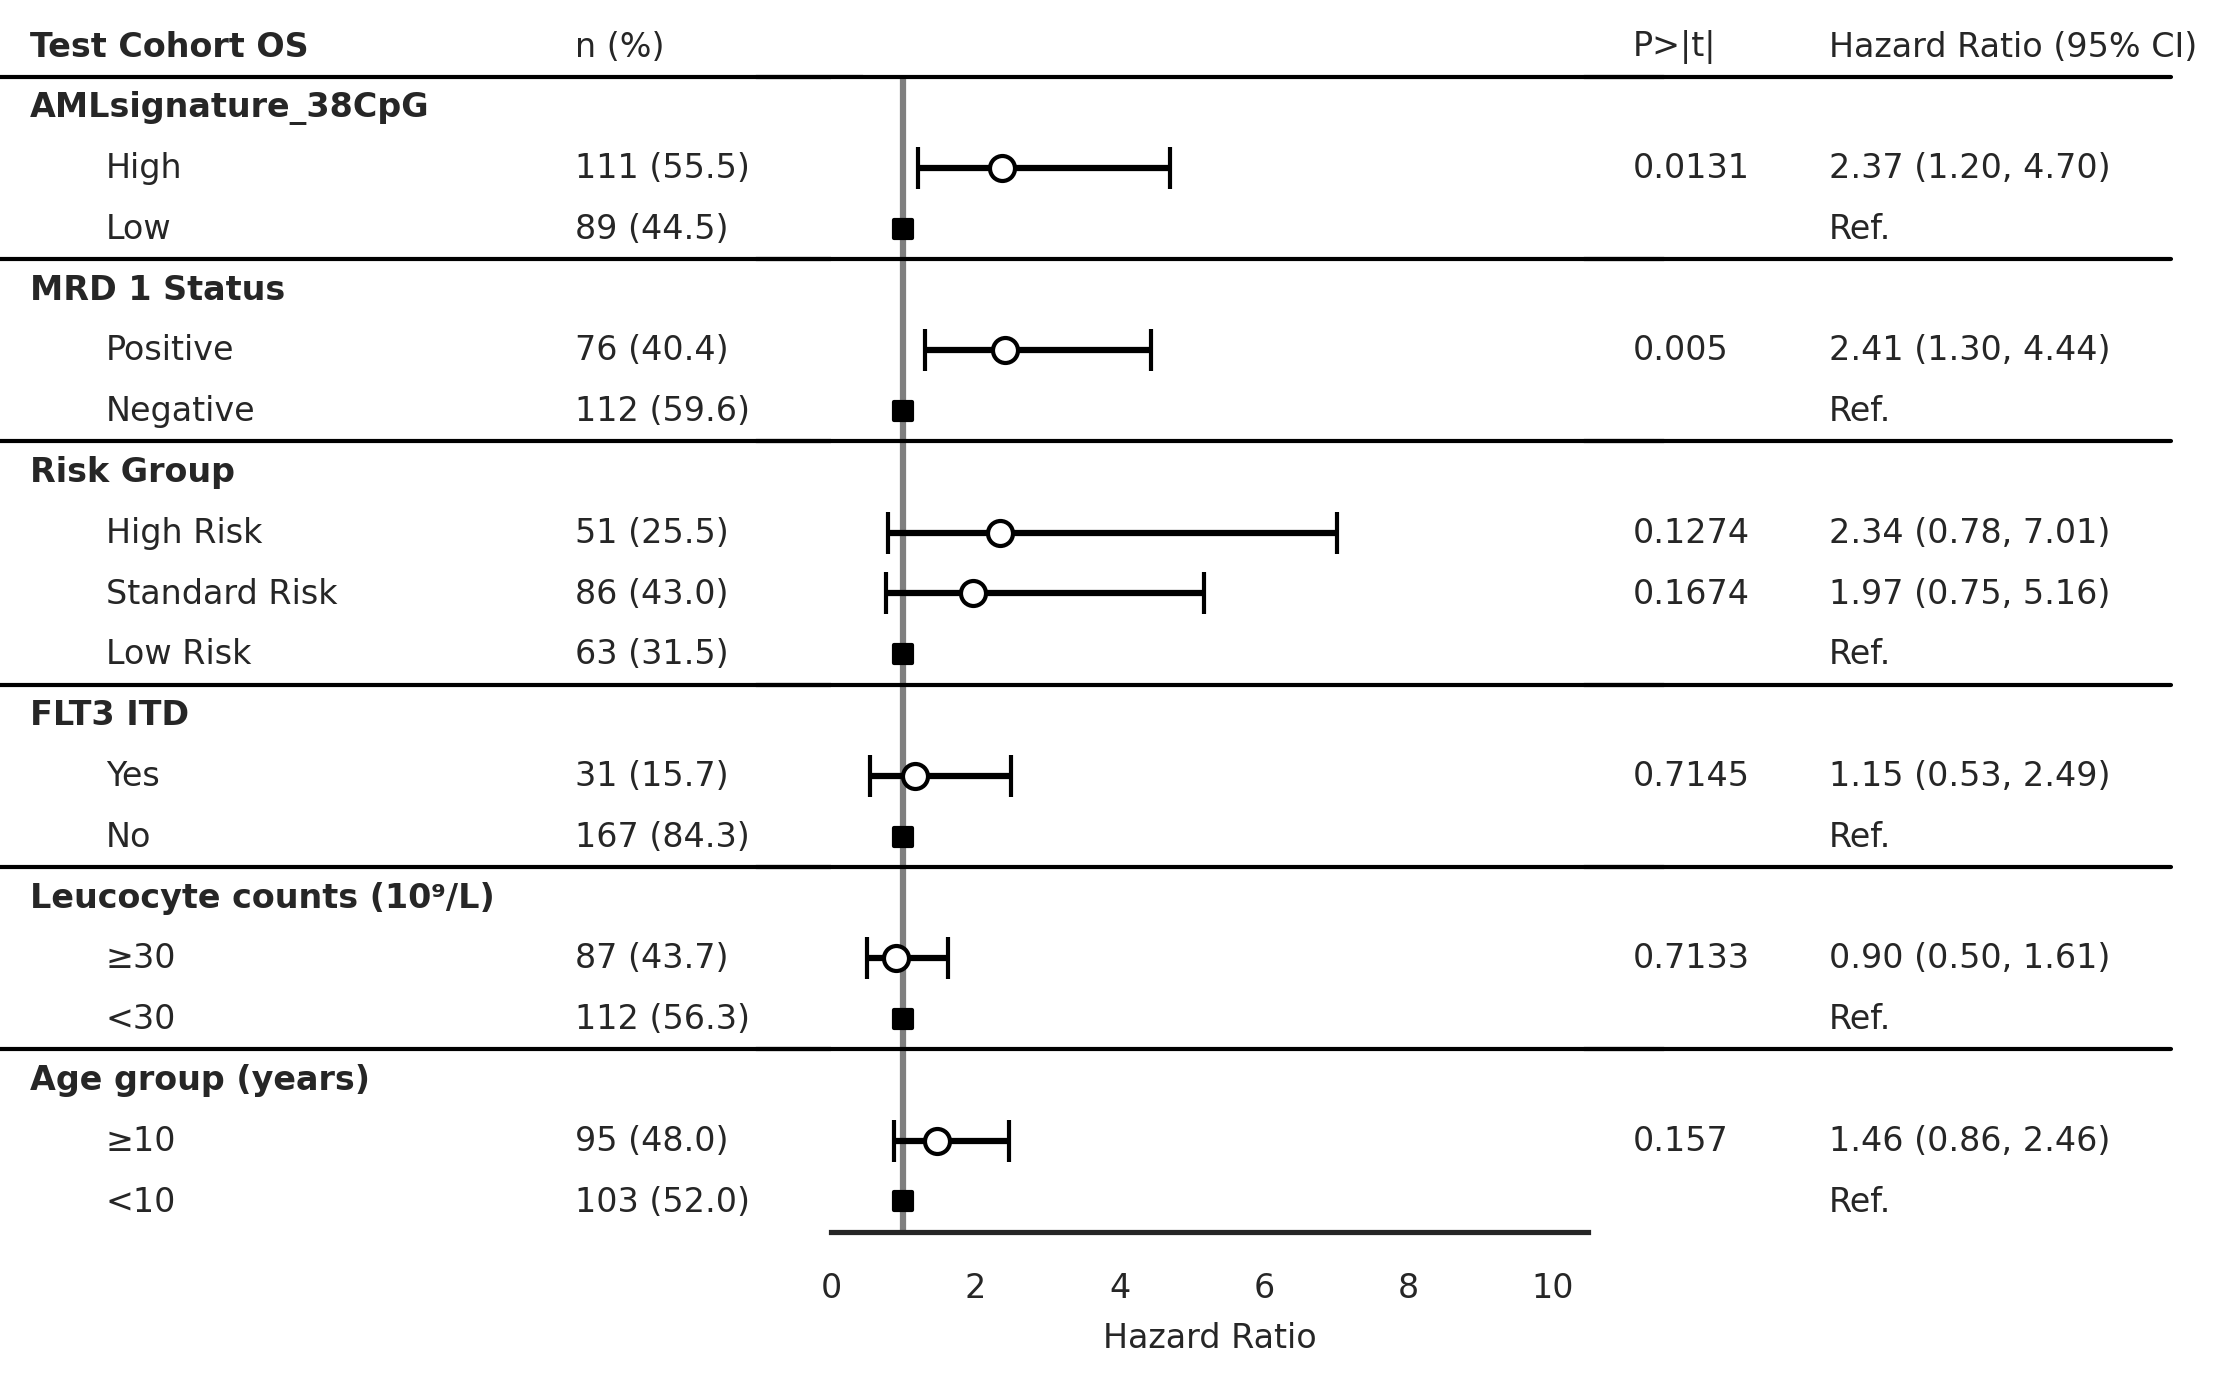 Test Cohort OS n (%) P>|t| Hazard Ratio (95% CI)
AMLsignature_38CpG
High 111 (55.5) 0.0131 2.37 (1.20, 4.70)
Low 89 (44.5) Ref.
MRD 1 Status
Positive 76 (40.4) 0.005 2.41 (1.30, 4.44)
Negative 112 (59.6) Ref.
Risk Group
High Risk 51 (25.5) 0.1274 2.34 (0.78, 7.01)
Standard Risk 86 (43.0) 0.1674 1.97 (0.75, 5.16)
Low Risk 63 (31.5) Ref.
FLT3 ITD
Yes 31 (15.7) 0.7145 1.15 (0.53, 2.49)
No 167 (84.3) Ref.
Leucocyte counts (10⁹/L)
≥30 87 (43.7) 0.7133 0.90 (0.50, 1.61)
<30 112 (56.3) Ref.
Age group (years)
≥10 95 (48.0) 0.157 1.46 (0.86, 2.46)
<10 103 (52.0) Ref.
0 2 4 6 8 10
Hazard Ratio